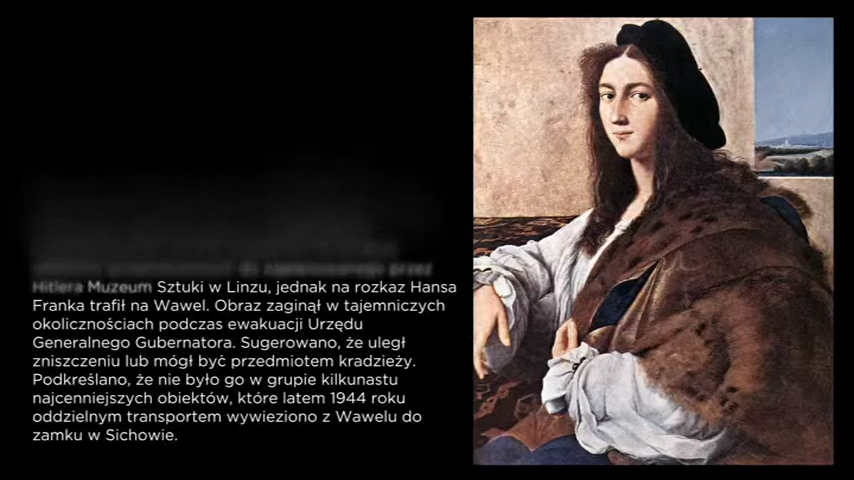 Hitlera Muzeum Sztuki w Linzu, jednak na rozkaz Hansa
Franka trafił na Wawel. Obraz zaginął w tajemniczych
okolicznościach podczas ewakuacji Urzędu
Generalnego Gubernatora. Sugerowano, że uległ
zniszczeniu lub mógł być przedmiotem kradzieży.
Podkreślano, że nie było go w grupie kilkunastu
najcenniejszych obiektów, które latem 1944 roku
oddzielnym transportem wywieziono z Wawelu do
zamku w Sichowie.